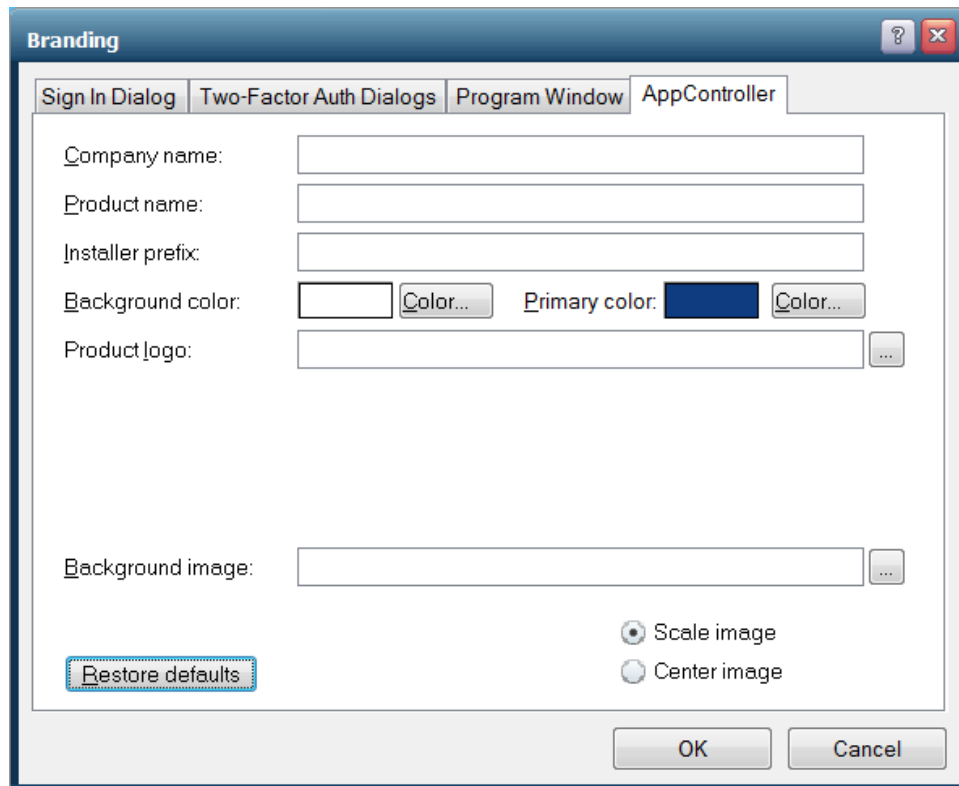 Branding
?
Sign In Dialog Two-Factor Auth Dialogs Program Window AppController
Company name:
Product name:
Installer prefix:
Background color: Color... Primary color: Color...
Product logo: ...
Background image: ...
Scale image
Center image
Restore defaults
OK Cancel